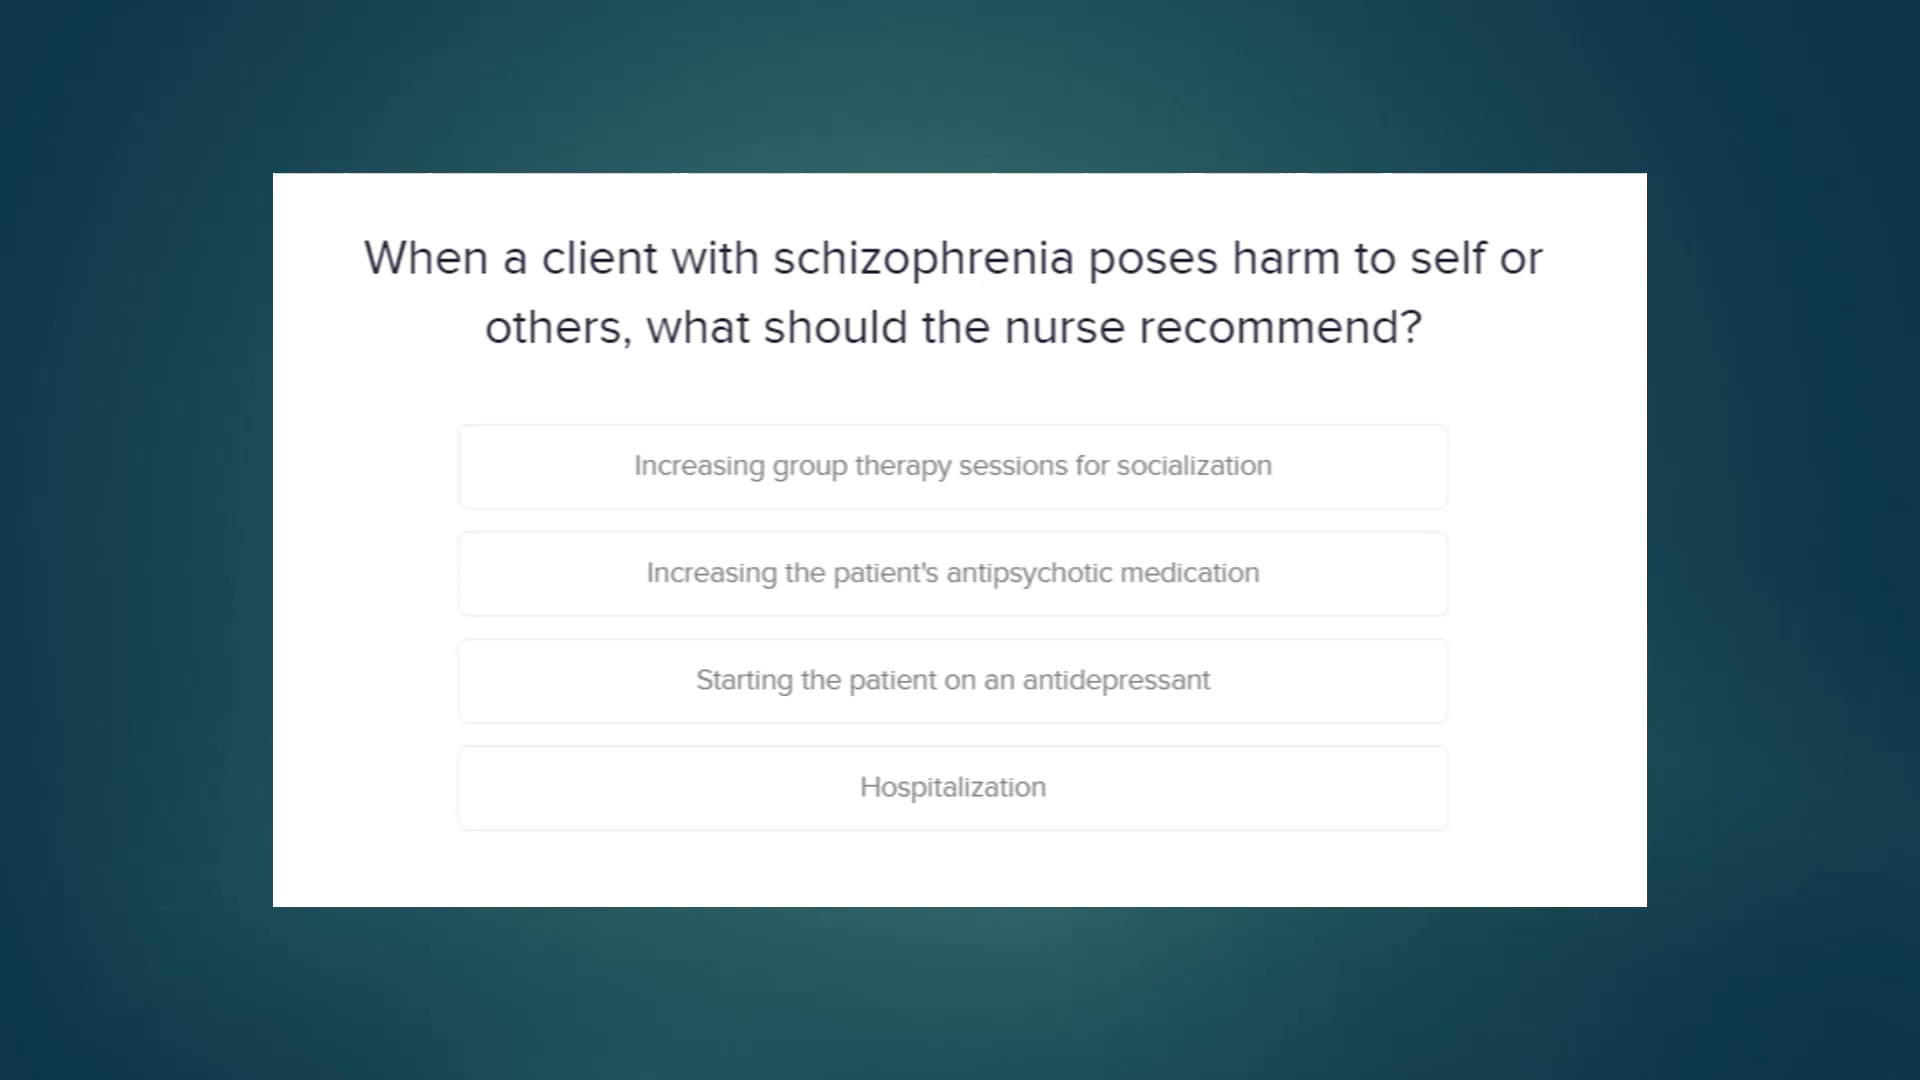 When a client with schizophrenia poses harm to self or
others, what should the nurse recommend?
Increasing group therapy sessions for socialization
Increasing the patient's antipsychotic medication
Starting the patient on an antidepressant
Hospitalization